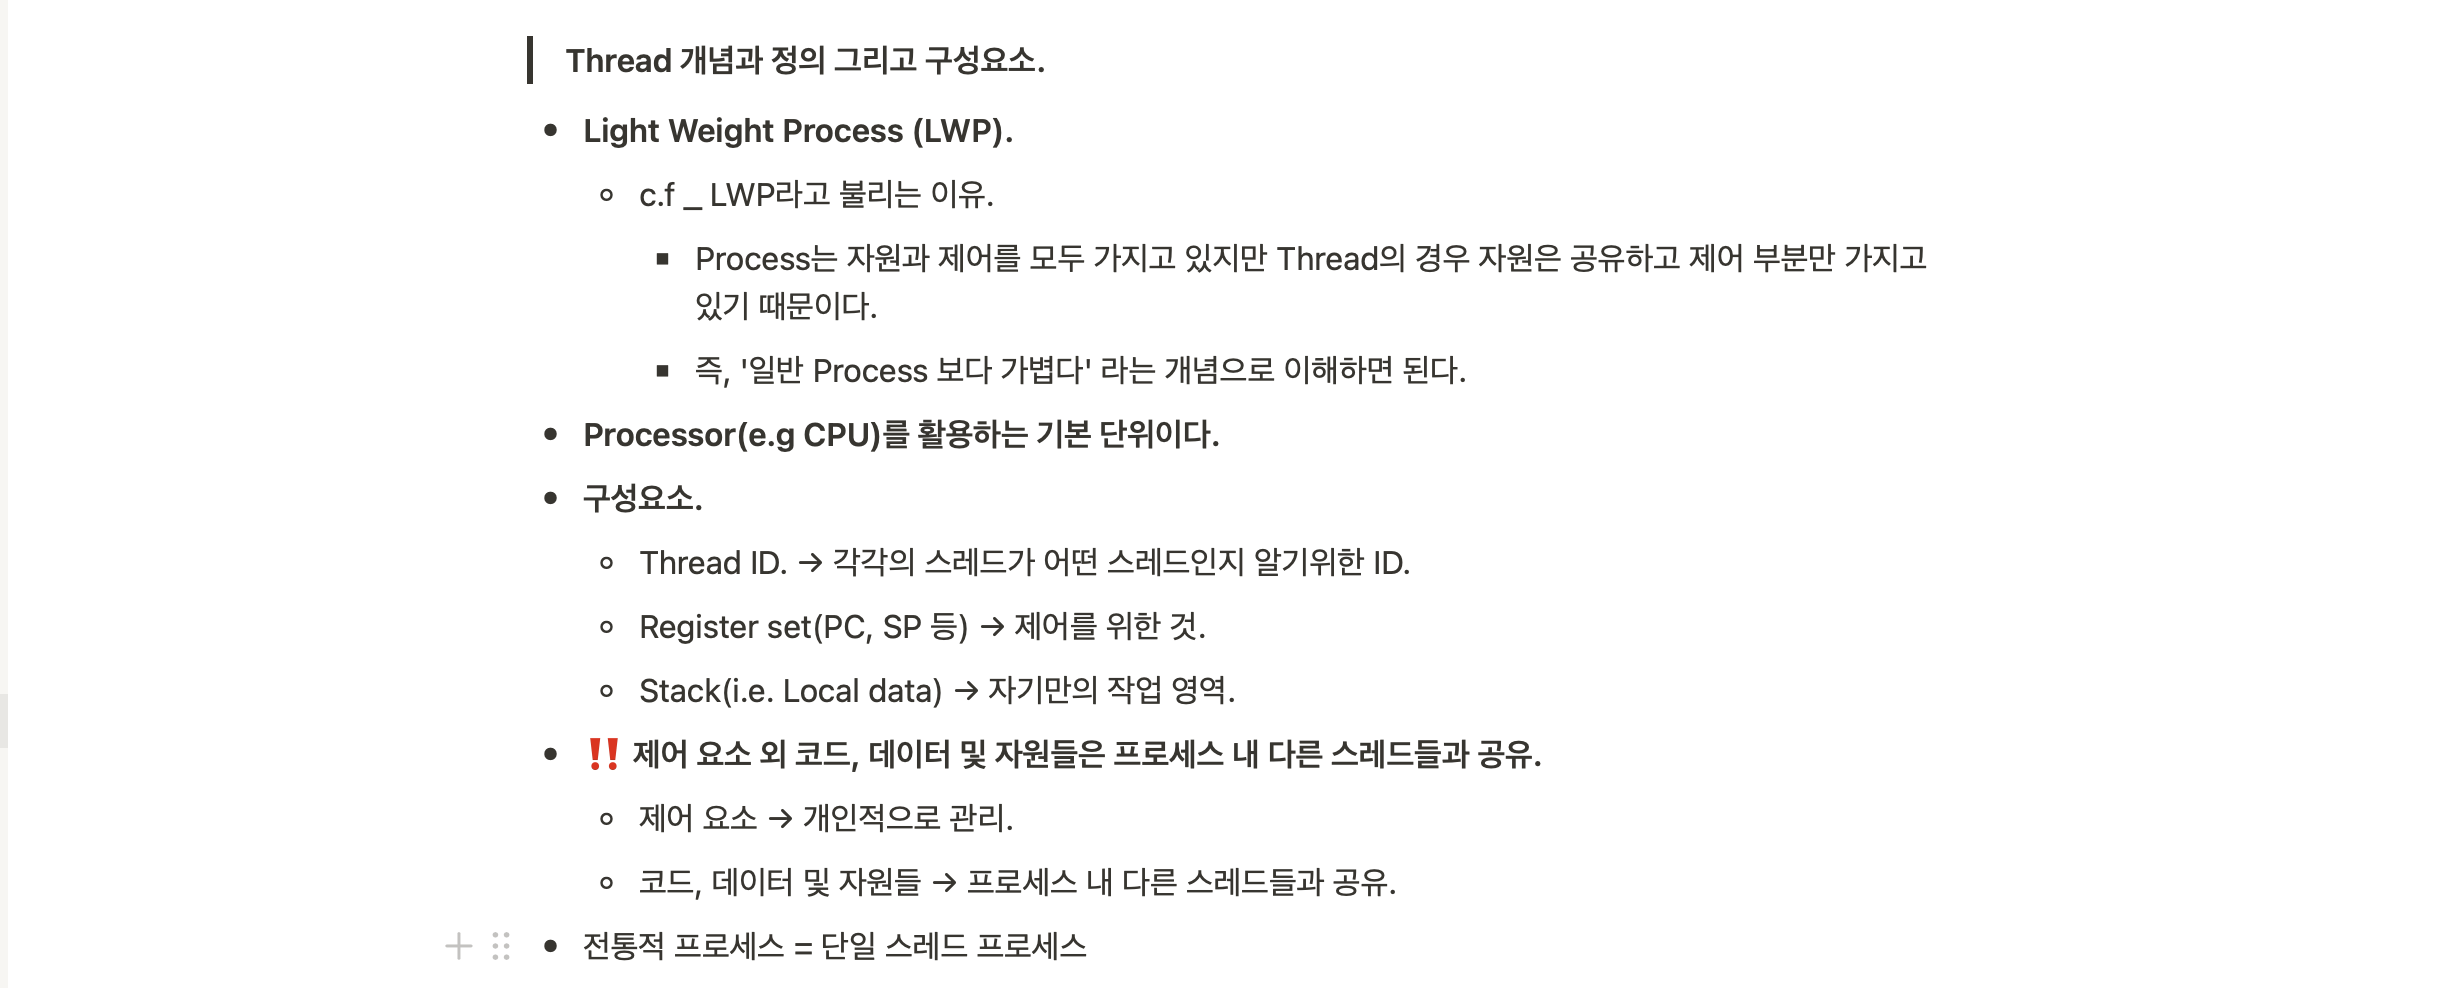 Thread 개념과 정의 그리고 구성요소.
Light Weight Process (LWP).
c.f _ LWP라고 불리는 이유.
Process는 자원과 제어를 모두 가지고 있지만 Thread의 경우 자원은 공유하고 제어 부분만 가지고
있기 때문이다.
즉, '일반 Process 보다 가볍다' 라는 개념으로 이해하면 된다.
Processor(e.g CPU)를 활용하는 기본 단위이다.
구성요소.
Thread ID. → 각각의 스레드가 어떤 스레드인지 알기위한 ID.
Register set(PC, SP 등) → 제어를 위한 것.
Stack(i.e. Local data) → 자기만의 작업 영역.
‼️ 제어 요소 외 코드, 데이터 및 자원들은 프로세스 내 다른 스레드들과 공유.
제어 요소 → 개인적으로 관리.
코드, 데이터 및 자원들 → 프로세스 내 다른 스레드들과 공유.
전통적 프로세스 = 단일 스레드 프로세스